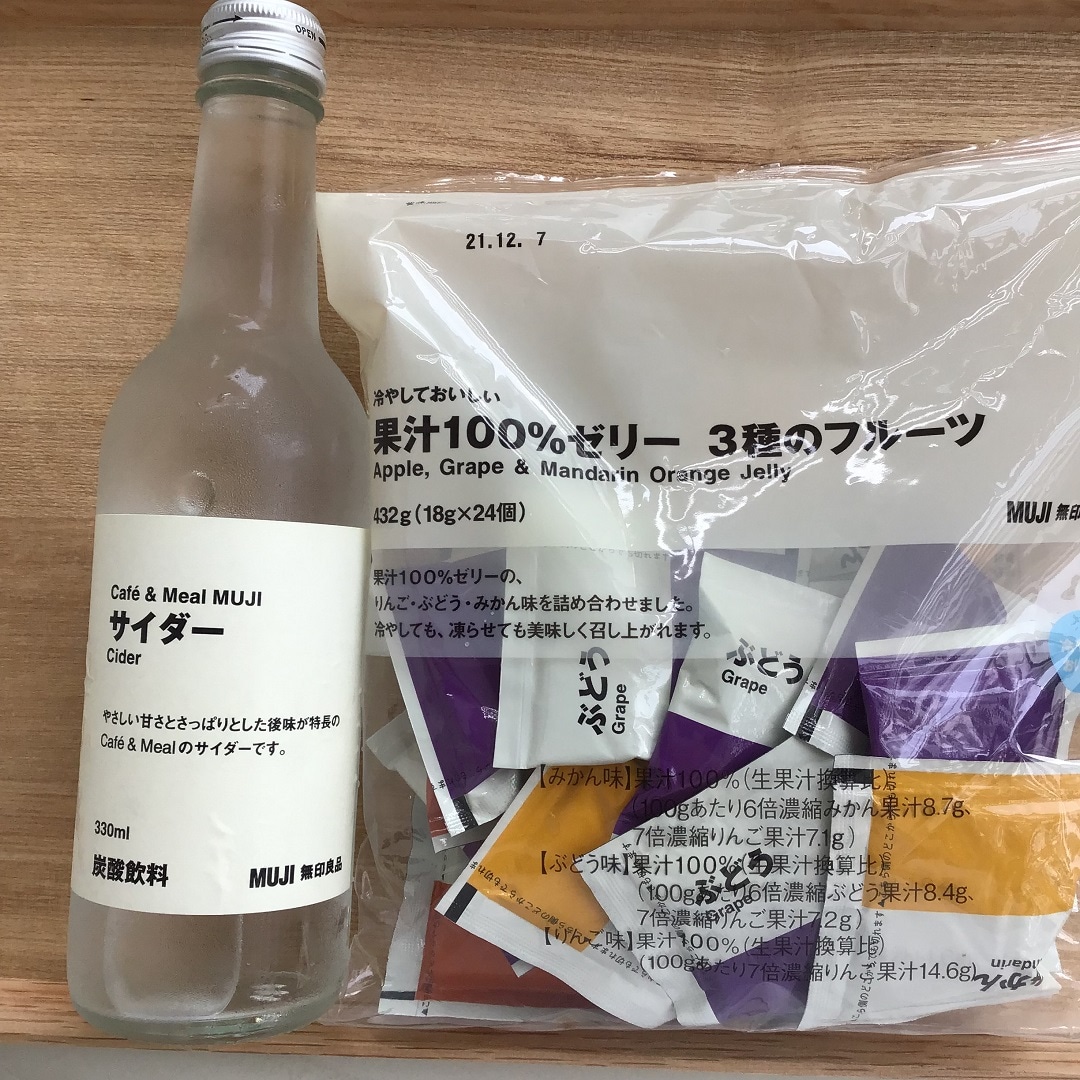 OPEN
Café & Meal MUJI
サイダー
Cider
やさしい甘さとさっぱりとした後味が特長の
Café & Mealのサイダーです。
330ml
炭酸飲料
MUJI 無印良品
21.12. 7
冷やしておいしい
果汁100%ゼリー 3種のフルーツ
Apple, Grape & Mandarin Orange Jelly
432g(18g×24個)
MUJI 無印
果汁100%ゼリーの、
りんご・ぶどう・みかん味を詰め合わせました。
冷やしても、凍らせても美味しく召し上がれます。
ぶどう
Grape
ぶどう
Grape
【みかん味】果汁100%(生果汁換算比)
(100gあたり6倍濃縮みかん果汁8.7g、
7倍濃縮りんご果汁7.1g)
【ぶどう味】果汁100%(生果汁換算比)
(100gあたり6倍濃縮ぶどう果汁8.4g、
7倍濃縮りんご果汁7.2g)
【りんご味】果汁100%(生果汁換算比)
(100gあたり7倍濃縮りんご果汁14.6g)
ぶどう
Grape
かん
ndarin